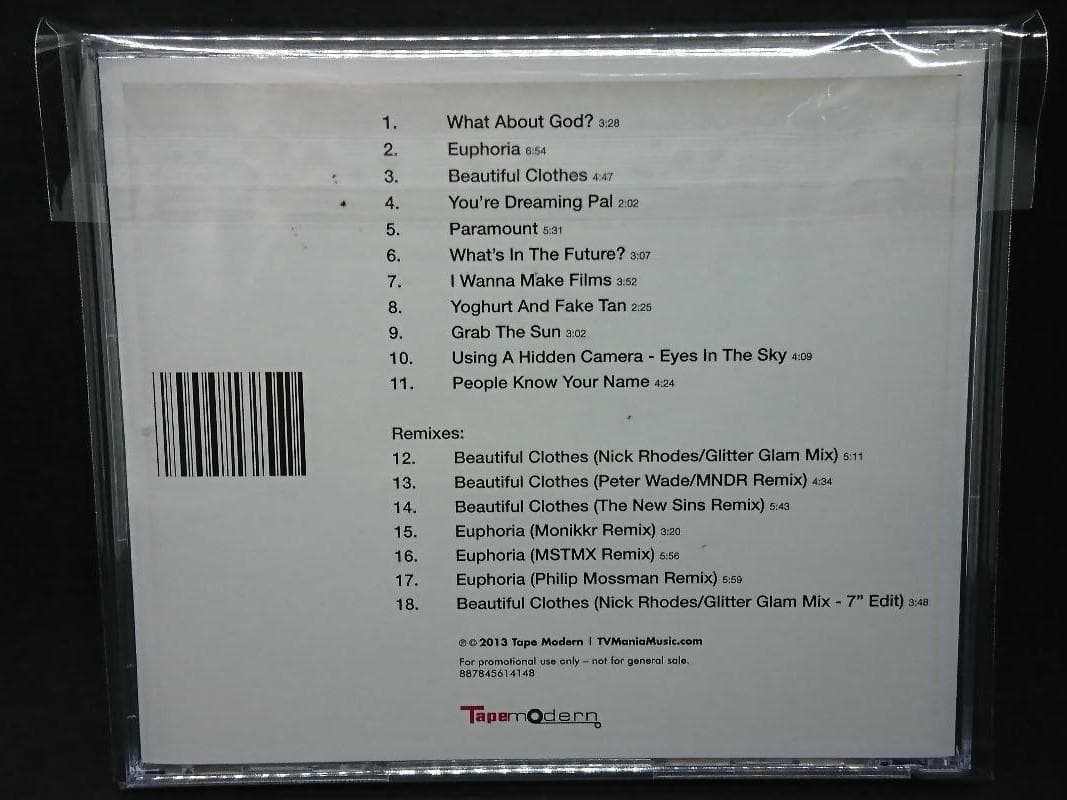 1. What About God? 3:28
2. Euphoria 6:54
3. Beautiful Clothes 4:47
4. You're Dreaming Pal 2:02
5. Paramount 5:31
6. What's In The Future? 3:07
7. I Wanna Make Films 3:52
8. Yoghurt And Fake Tan 2:25
9. Grab The Sun 3:02
10. Using A Hidden Camera - Eyes In The Sky 4:09
11. People Know Your Name 4:24
Remixes:
12. Beautiful Clothes (Nick Rhodes/Glitter Glam Mix) 5:11
13. Beautiful Clothes (Peter Wade/MNDR Remix) 4:34
14. Beautiful Clothes (The New Sins Remix) 5:43
15. Euphoria (Monikkr Remix) 3:20
16. Euphoria (MSTMX Remix) 5:56
17. Euphoria (Philip Mossman Remix) 5:59
18. Beautiful Clothes (Nick Rhodes/Glitter Glam Mix - 7” Edit) 3:48
℗ © 2013 Tape Modern | TVManiaMusic.com
For promotional use only – not for general sale.
887845614148
Tapemodern